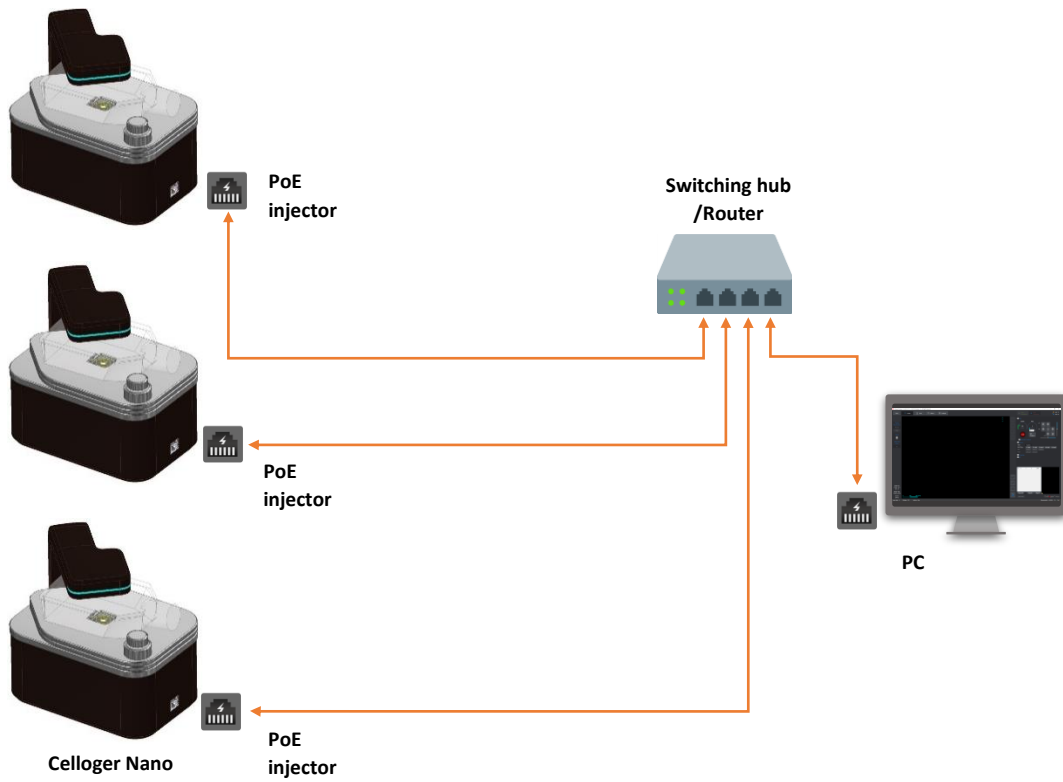 PoE
injector
Switching hub
/Router
PoE
injector
PC
PoE
injector
Celloger Nano